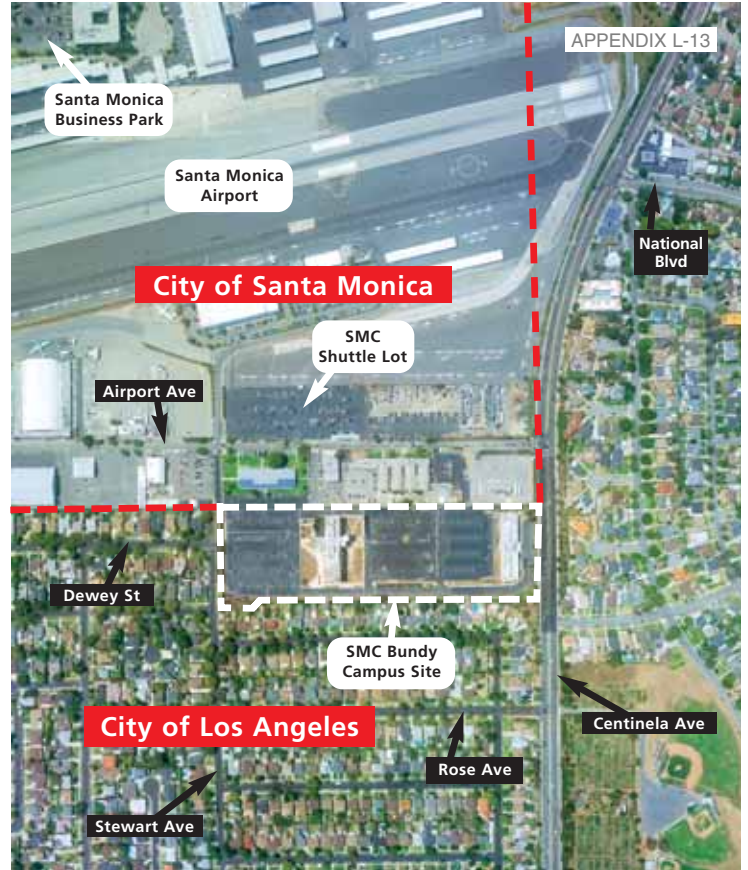 APPENDIX L-13
Santa Monica
Business Park
Santa Monica
Airport
National
Blvd
City of Santa Monica
SMC
Shuttle Lot
Airport Ave
Dewey St
SMC Bundy
Campus Site
City of Los Angeles
Centinela Ave
Rose Ave
Stewart Ave